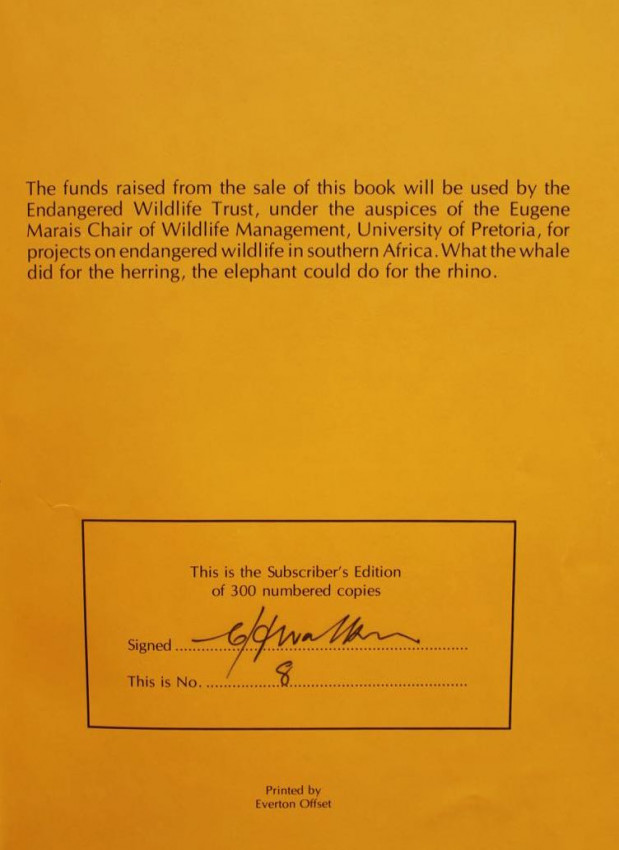 The funds raised from the sale of this book will be used by the
Endangered Wildlife Trust, under the auspices of the Eugene
Marais Chair of Wildlife Management, University of Pretoria, for
projects on endangered wildlife in southern Africa. What the whale
did for the herring, the elephant could do for the rhino.
This is the Subscriber's Edition
of 300 numbered copies
Signed
This is No. 8
Printed by
Everton Offset